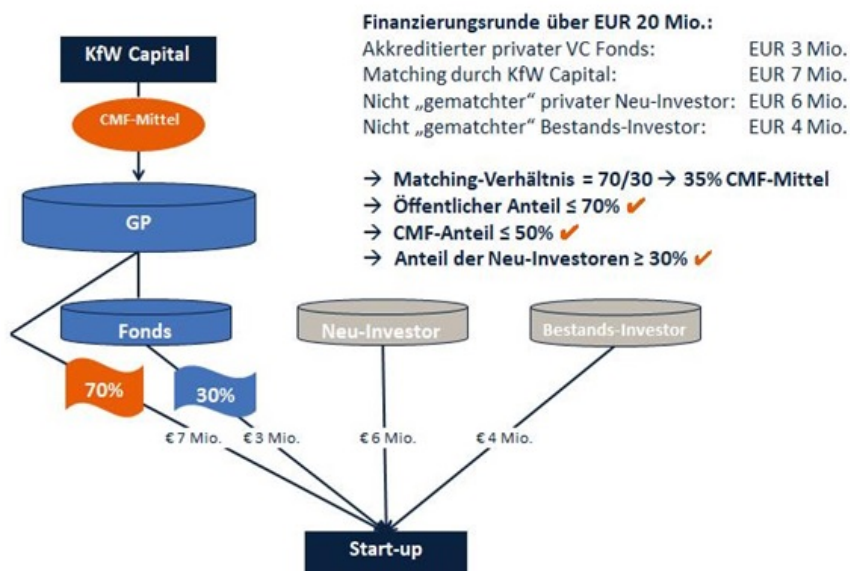 Finanzierungsrunde über EUR 20 Mio.:
Akkreditierter privater VC Fonds: EUR 3 Mio.
Matching durch KfW Capital: EUR 7 Mio.
Nicht „gematchter“ privater Neu-Investor: EUR 6 Mio.
Nicht „gematchter“ Bestands-Investor: EUR 4 Mio.
→ Matching-Verhältnis = 70/30 → 35% CMF-Mittel
→ Öffentlicher Anteil ≤ 70% ✔
→ CMF-Anteil ≤ 50% ✔
→ Anteil der Neu-Investoren ≥ 30% ✔
KfW Capital
CMF-Mittel
GP
Fonds
Neu-Investor
Bestands-Investor
70%
30%
€ 7 Mio.
€ 3 Mio.
€ 6 Mio.
€ 4 Mio.
Start-up